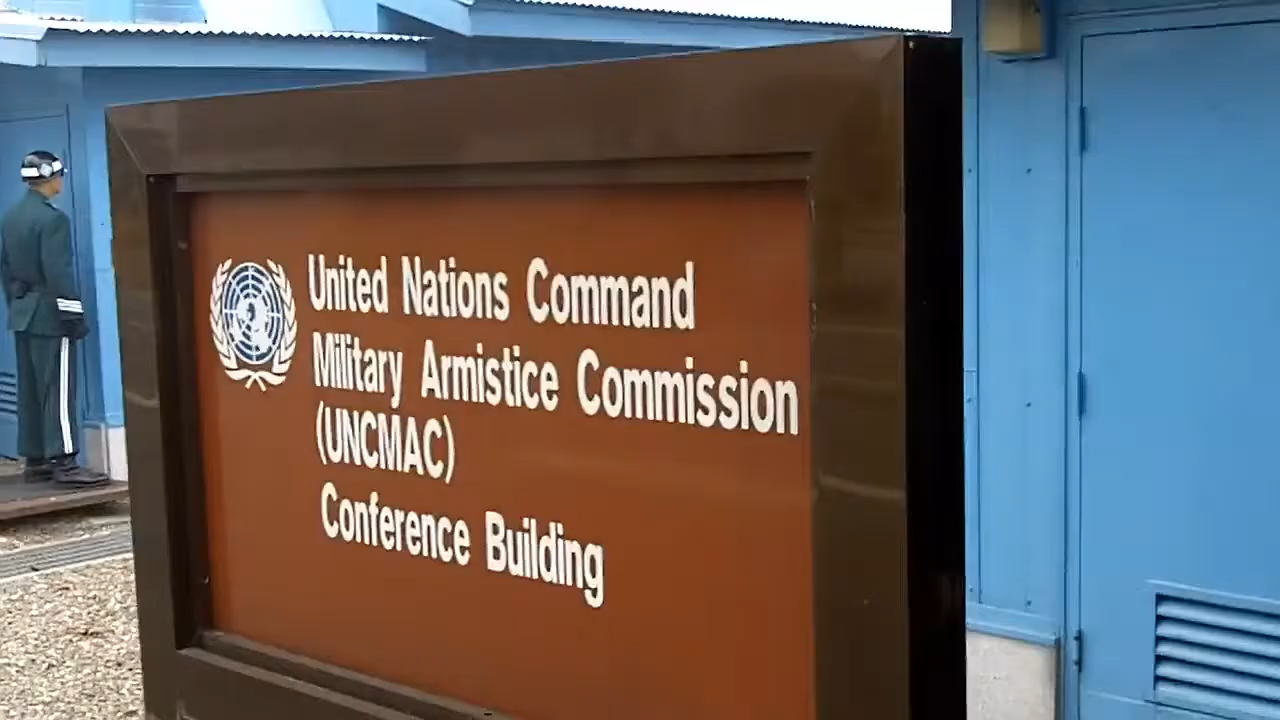 United Nations Command
Military Armistice Commission
(UNCMAC)
Conference Building